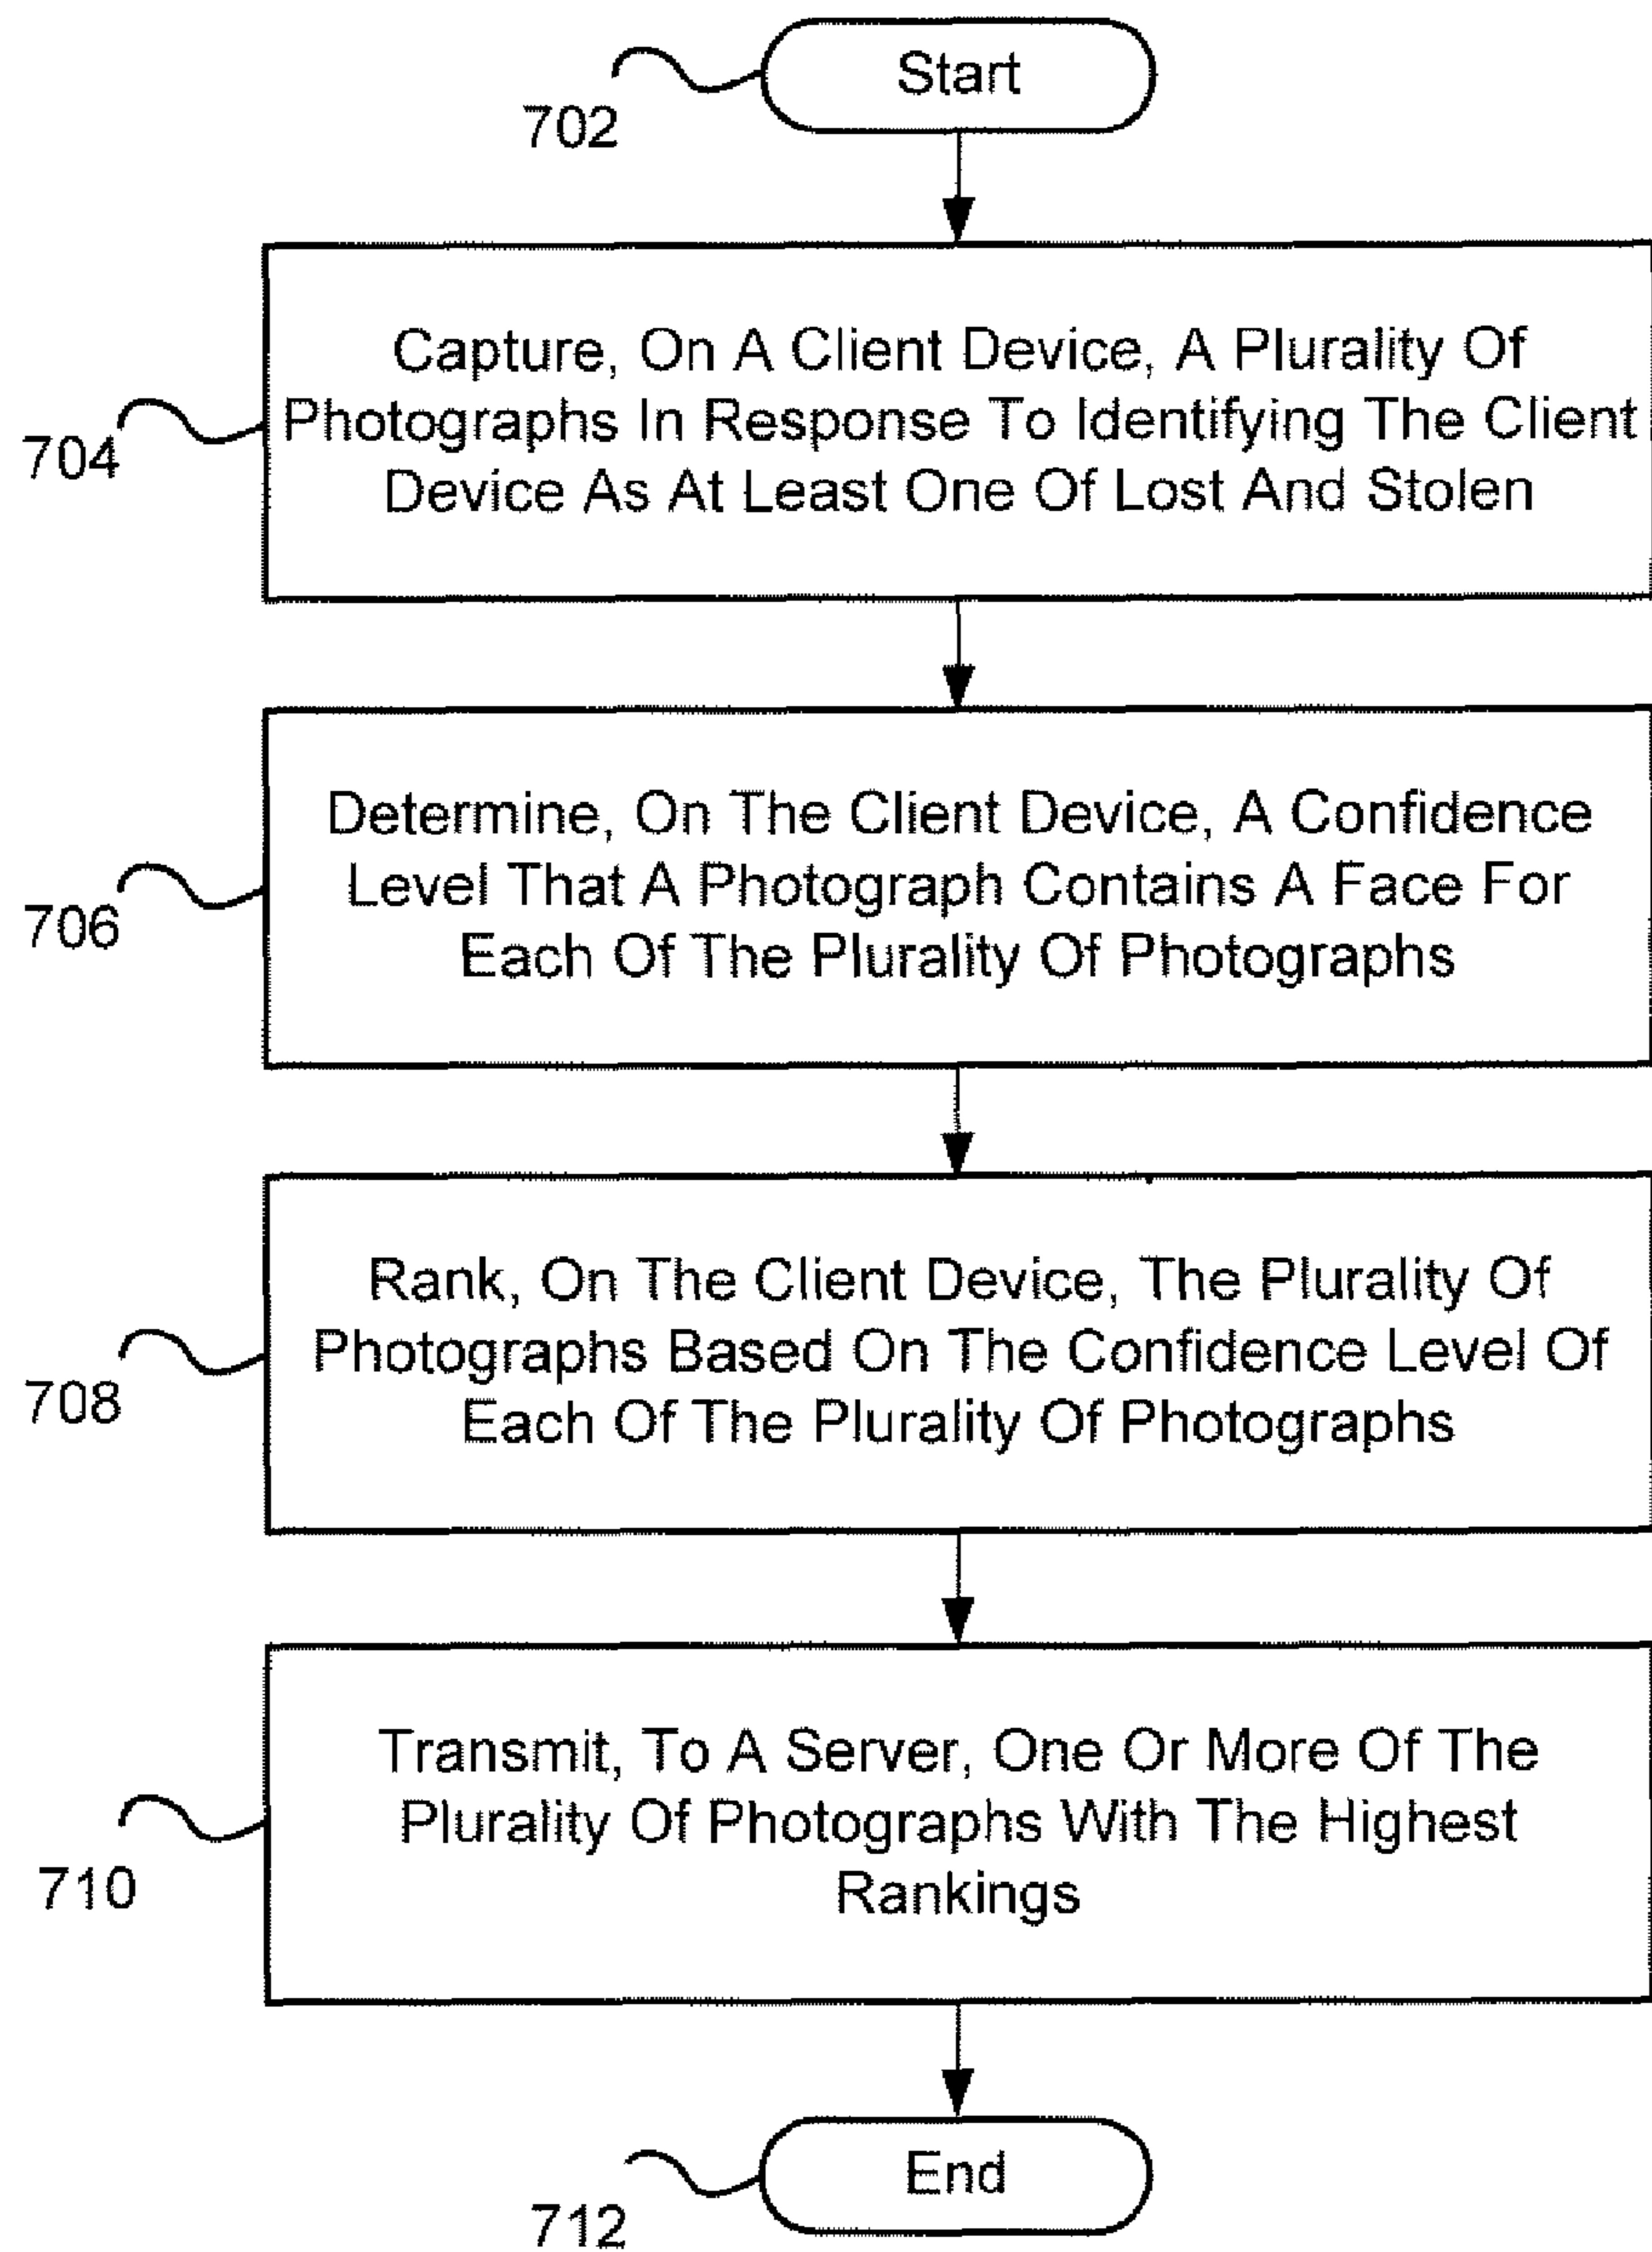 Start
702
Capture, On A Client Device, A Plurality Of
Photographs In Response To Identifying The Client
Device As At Least One Of Lost And Stolen
704
Determine, On The Client Device, A Confidence
Level That A Photograph Contains A Face For
Each Of The Plurality Of Photographs
706
Rank, On The Client Device, The Plurality Of
Photographs Based On The Confidence Level Of
Each Of The Plurality Of Photographs
708
Transmit, To A Server, One Or More Of The
Plurality Of Photographs With The Highest
Rankings
710
End
712